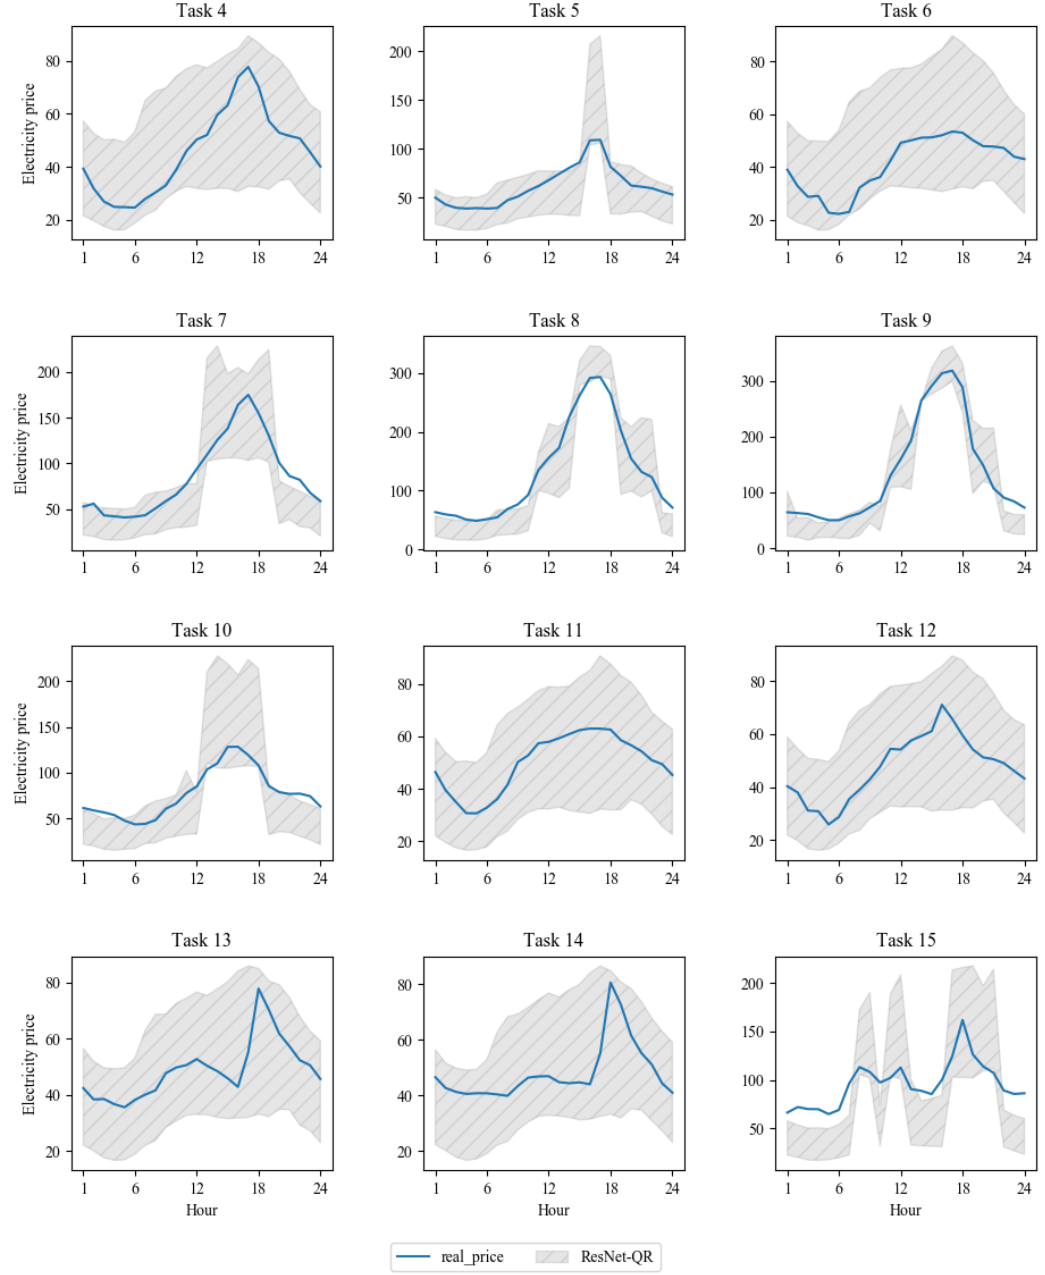 Task 4
Task 5
Task 6
Electricity price
80
60
40
20
200
150
100
50
80
60
40
20
1 6 12 18 24
1 6 12 18 24
1 6 12 18 24
Task 7
Task 8
Task 9
Electricity price
200
150
100
50
300
200
100
0
300
200
100
0
1 6 12 18 24
1 6 12 18 24
1 6 12 18 24
Task 10
Task 11
Task 12
Electricity price
200
150
100
50
80
60
40
20
80
60
40
20
1 6 12 18 24
1 6 12 18 24
1 6 12 18 24
Task 13
Task 14
Task 15
Electricity price
80
60
40
20
80
60
40
20
200
150
100
50
1 6 12 18 24
1 6 12 18 24
1 6 12 18 24
Hour
Hour
Hour
real_price
ResNet-QR